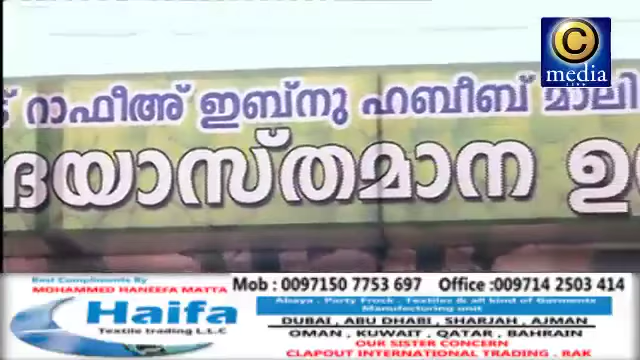 C
media
LIVE
റാഫീഅ് ഇബ്നു ഹബീബ് മാലി
ദയാസ്തമാന ഉ
Best Compliments By
MOHAMMED HANEEFA MATTA
Mob : 0097150 7753 697 Office :009714 2503 414
Haifa
Textile trading L.L.C
Abaya . Party Frock . Textiles & all kind of Garments
Manufacturing unit
DUBAI, ABU DHABI , SHARJAH , AJMAN
OMAN , KUWAIT , QATAR , BAHRAIN
OUR SISTER CONCERN
CLAPOUT INTERNATIONAL TRADING - RAK